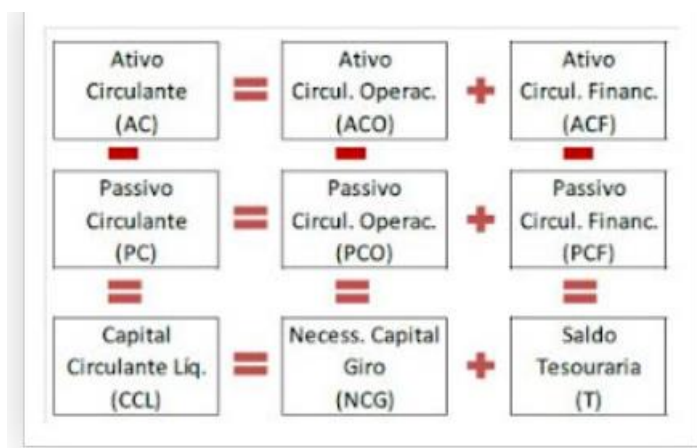 Ativo
Circulante
(AC)
=
Ativo
Circul. Operac.
(ACO)
+
Ativo
Circul. Financ.
(ACF)
-
-
-
Passivo
Circulante
(PC)
=
Passivo
Circul. Operac.
(PCO)
+
Passivo
Circul. Financ.
(PCF)
=
=
=
Capital
Circulante Líq.
(CCL)
=
Necess. Capital
Giro
(NCG)
+
Saldo
Tesouraria
(T)